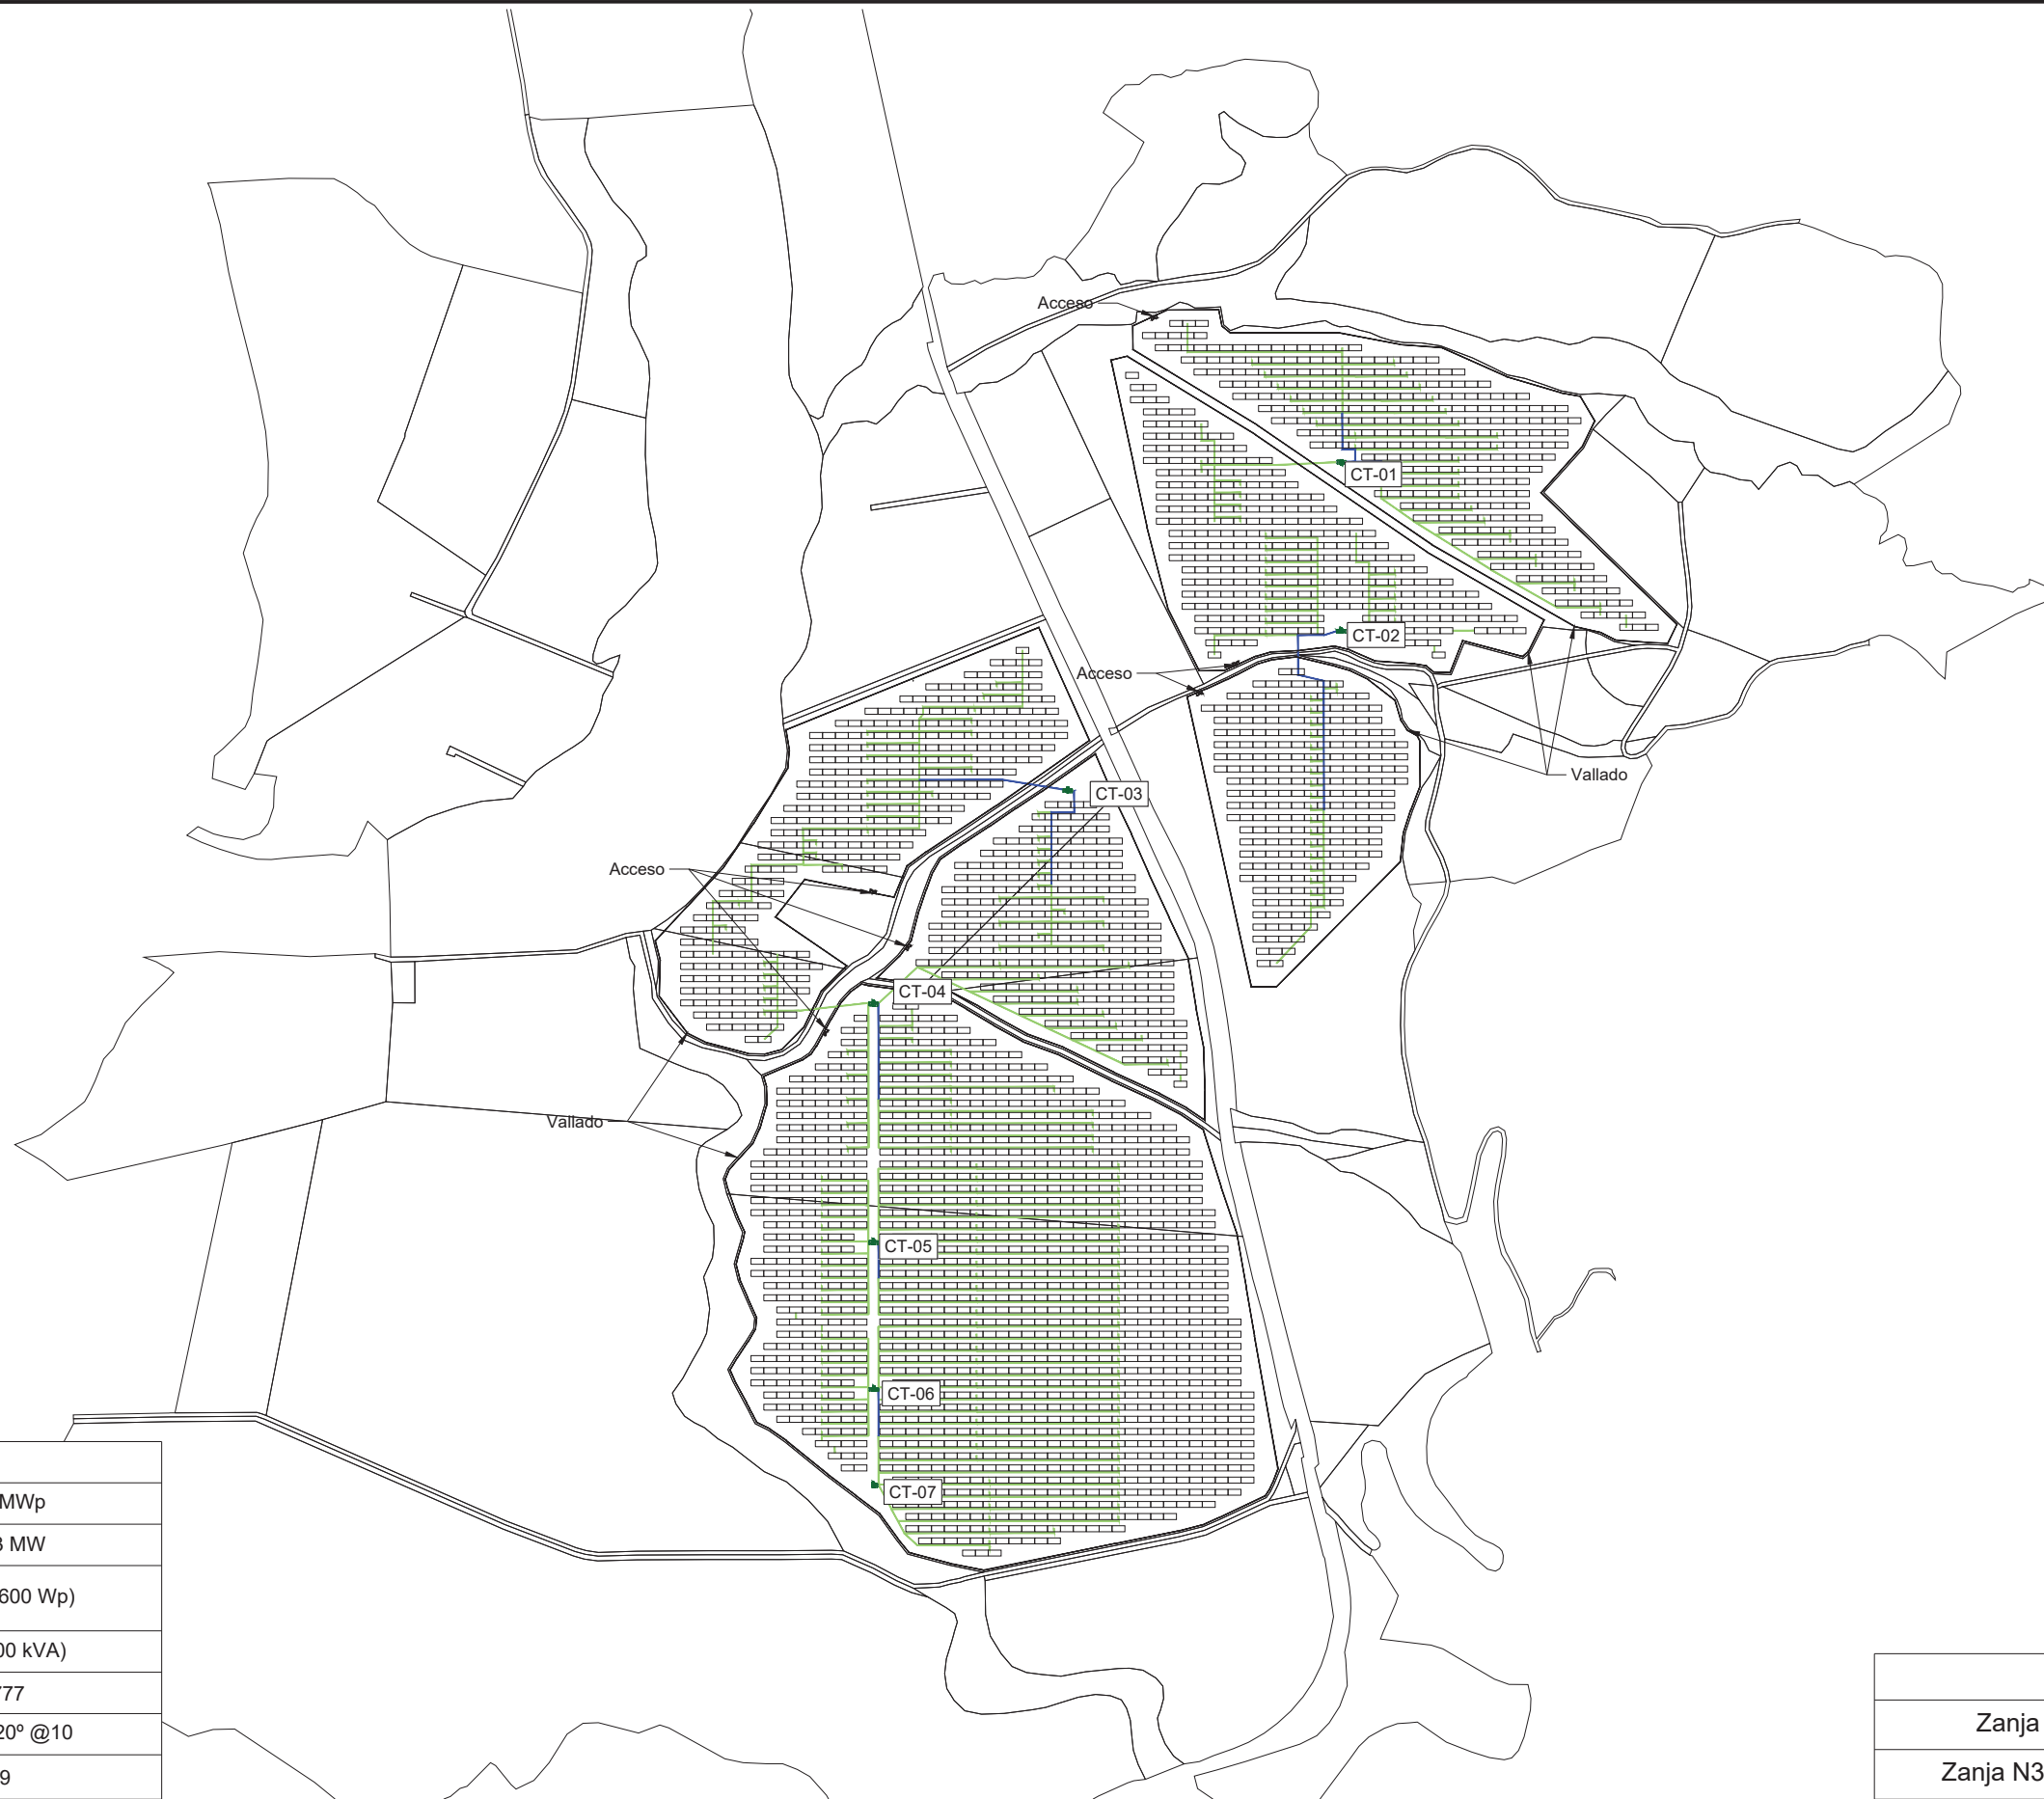 Acceso
CT-01
CT-02
Acceso
Vallado
CT-03
Acceso
CT-04
Vallado
CT-05
CT-06
CT-07
MWp
MW
600 Wp)
00 kVA)
777
20º @10
9
Zanja
Zanja N3